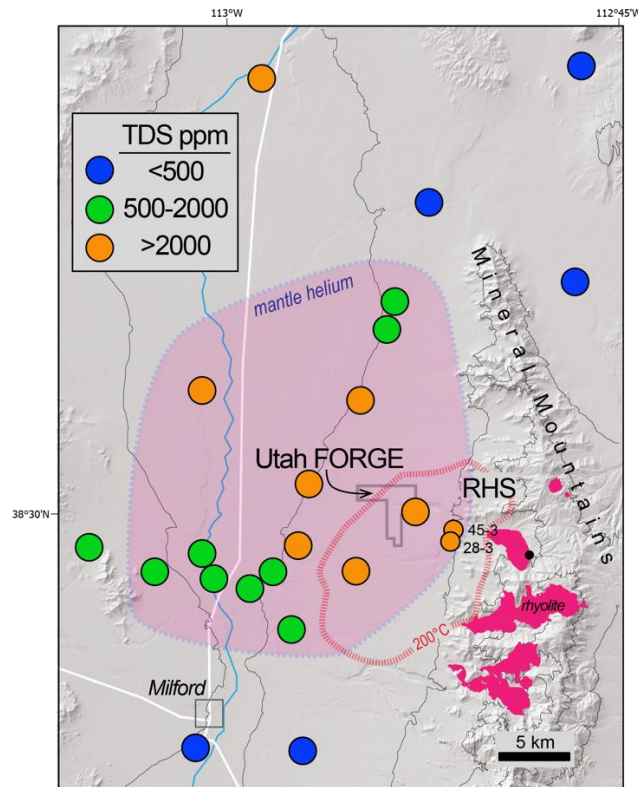 113°W
112°45'W
TDS ppm
<500
500-2000
>2000
mantle helium
Mineral Mountains
Utah FORGE
RHS
38°30'
45-3
28-3
rhyolite
200°C
Milford
5 km